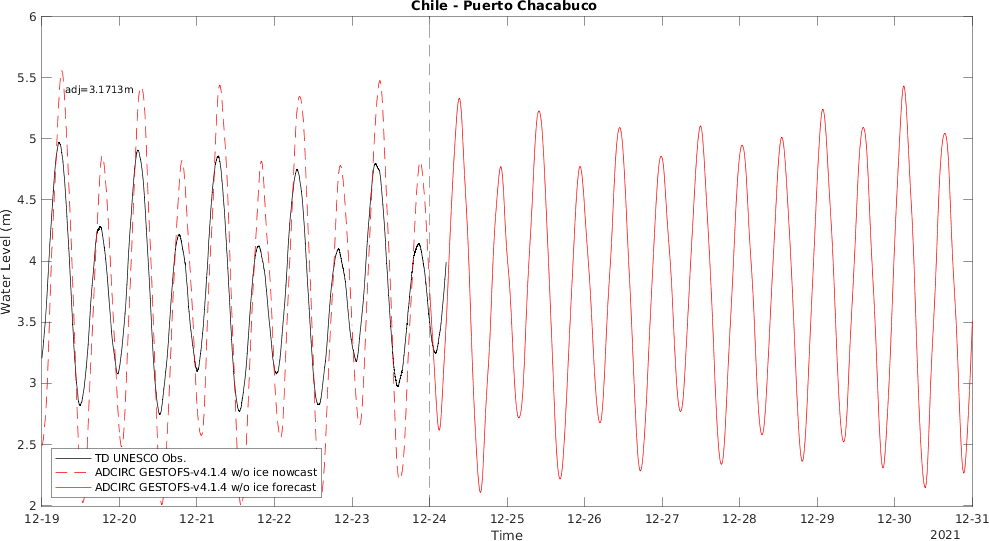 Chile - Puerto Chacabuco
6
5.5
5
4.5
4
3.5
3
2.5
2
Water Level (m)
adj=3.1713m
TD UNESCO Obs.
ADCIRC GESTOFS-v4.1.4 w/o ice nowcast
ADCIRC GESTOFS-v4.1.4 w/o ice forecast
12-19 12-20 12-21 12-22 12-23 12-24 12-25 12-26 12-27 12-28 12-29 12-30 12-31
Time
2021